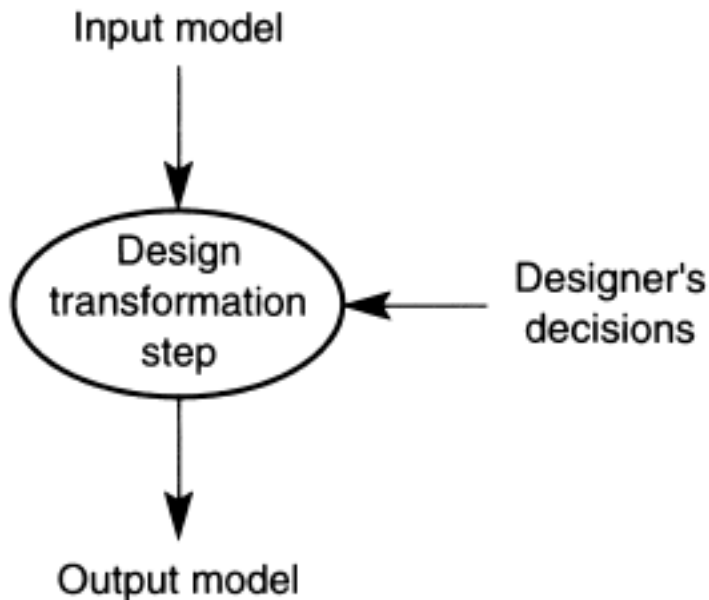 Input model
Design
transformation
step
Designer's
decisions
Output model